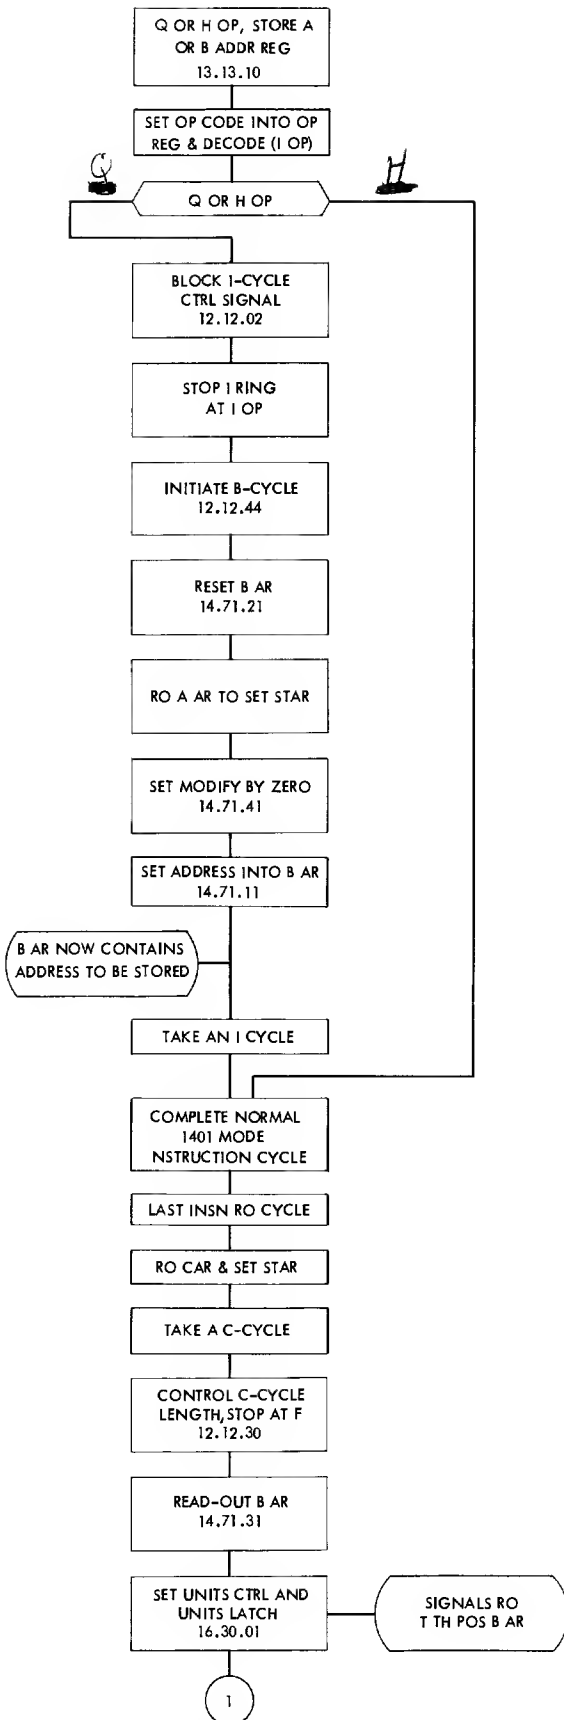 Q OR H OP, STORE A
OR B ADDR REG
13.13.10
SET OP CODE INTO OP
REG & DECODE (I OP)
Q
H
Q OR H OP
BLOCK 1-CYCLE
CTRL SIGNAL
12.12.02
STOP I RING
AT I OP
INITIATE B-CYCLE
12.12.44
RESET B AR
14.71.21
RO A AR TO SET STAR
SET MODIFY BY ZERO
14.71.41
SET ADDRESS INTO B AR
14.71.11
B AR NOW CONTAINS
ADDRESS TO BE STORED
TAKE AN I CYCLE
COMPLETE NORMAL
1401 MODE
NSTRUCTION CYCLE
LAST INSN RO CYCLE
RO CAR & SET STAR
TAKE A C-CYCLE
CONTROL C-CYCLE
LENGTH, STOP AT F
12.12.30
READ-OUT B AR
14.71.31
SET UNITS CTRL AND
UNITS LATCH
16.30.01
SIGNALS RO
T TH POS B AR
1